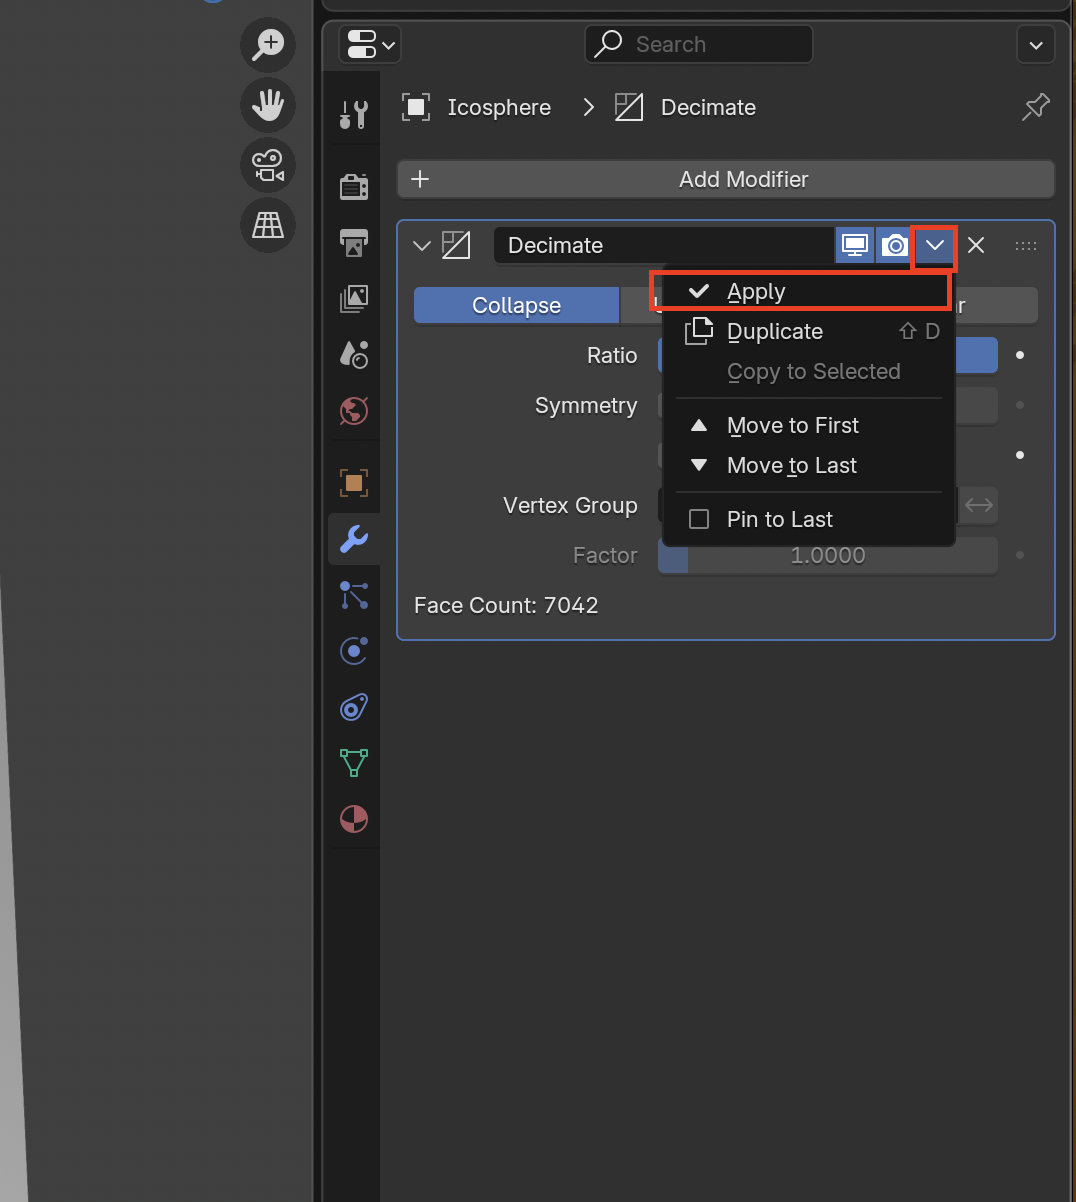 Search
Icosphere
Decimate
Add Modifier
Decimate
Apply
Collapse
Duplicate D
Ratio
Copy to Selected
Symmetry
Move to First
Move to Last
Vertex Group
Pin to Last
Factor
1.0000
Face Count: 7042